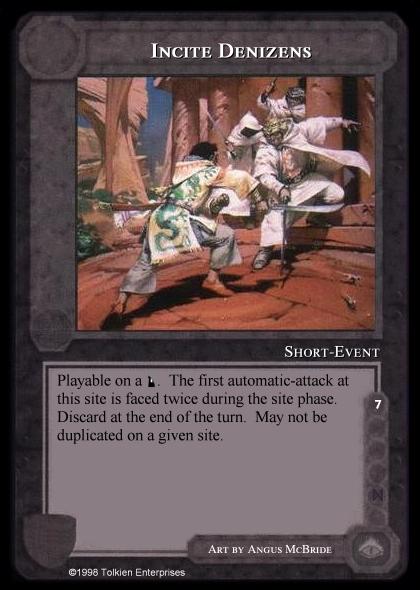 Incite Denizens
Short-Event
Playable on a . The first automatic-attack at
this site is faced twice during the site phase.
Discard at the end of the turn. May not be
duplicated on a given site.
7
Art by Angus McBride
©1998 Tolkien Enterprises